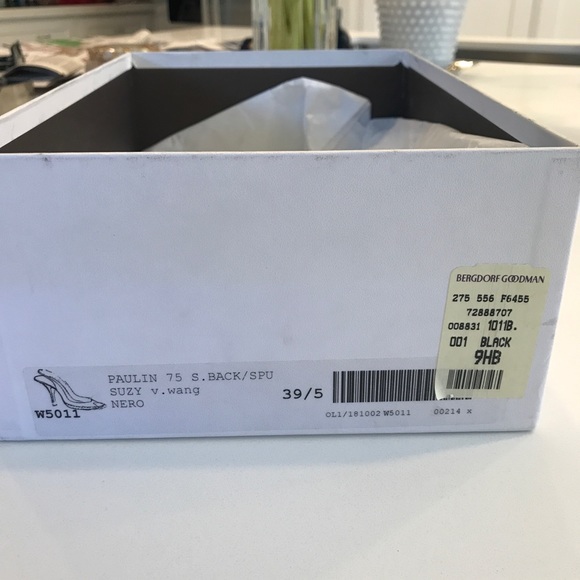 BERGDORF GOODMAN
275 556 F6455
72888707
008831 1011B.
001 BLACK
9HB
PAULIN 75 S.BACK/SPU
SUZY v.wang
NERO
39/5
W5011
OL1/181002 W5011 00214 x